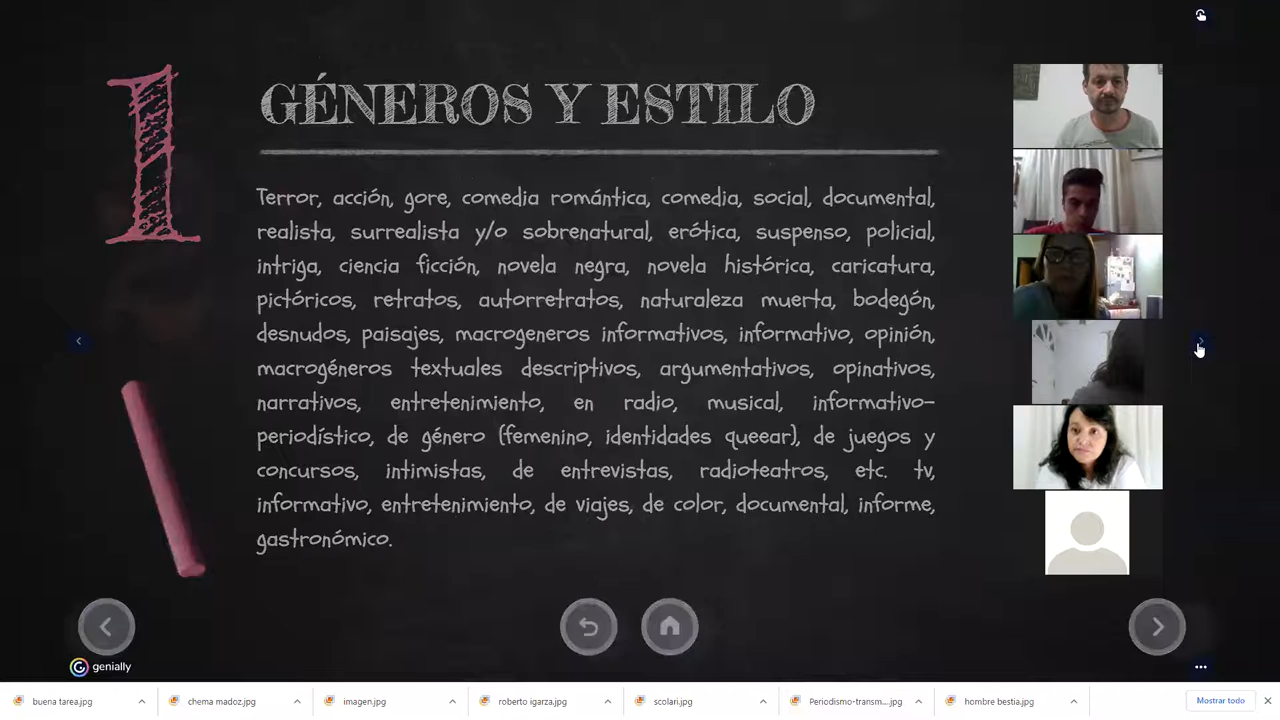 1
GÉNEROS Y ESTILO
Terror, acción, gore, comedia romántica, comedia, social, documental,
realista, surrealista y/o sobrenatural, erótica, suspenso, policial,
intriga, ciencia ficción, novela negra, novela histórica, caricatura,
pictóricos, retratos, autorretratos, naturaleza muerta, bodegón,
desnudos, paisajes, macrogeneros informativos, informativo, opinión,
macrogéneros textuales descriptivos, argumentativos, opinativos,
narrativos, entretenimiento, en radio, musical, informativo-
periodístico, de género (femenino, identidades queear), de juegos y
concursos, intimistas, de entrevistas, radioteatros, etc. tv,
informativo, entretenimiento, de viajes, de color, documental, informe,
gastronómico.
genially
buena tarea.jpg
chema madoz.jpg
imagen.jpg
roberto igarza.jpg
scolari.jpg
Periodismo-transm....jpg
hombre bestia.jpg
Mostrar todo